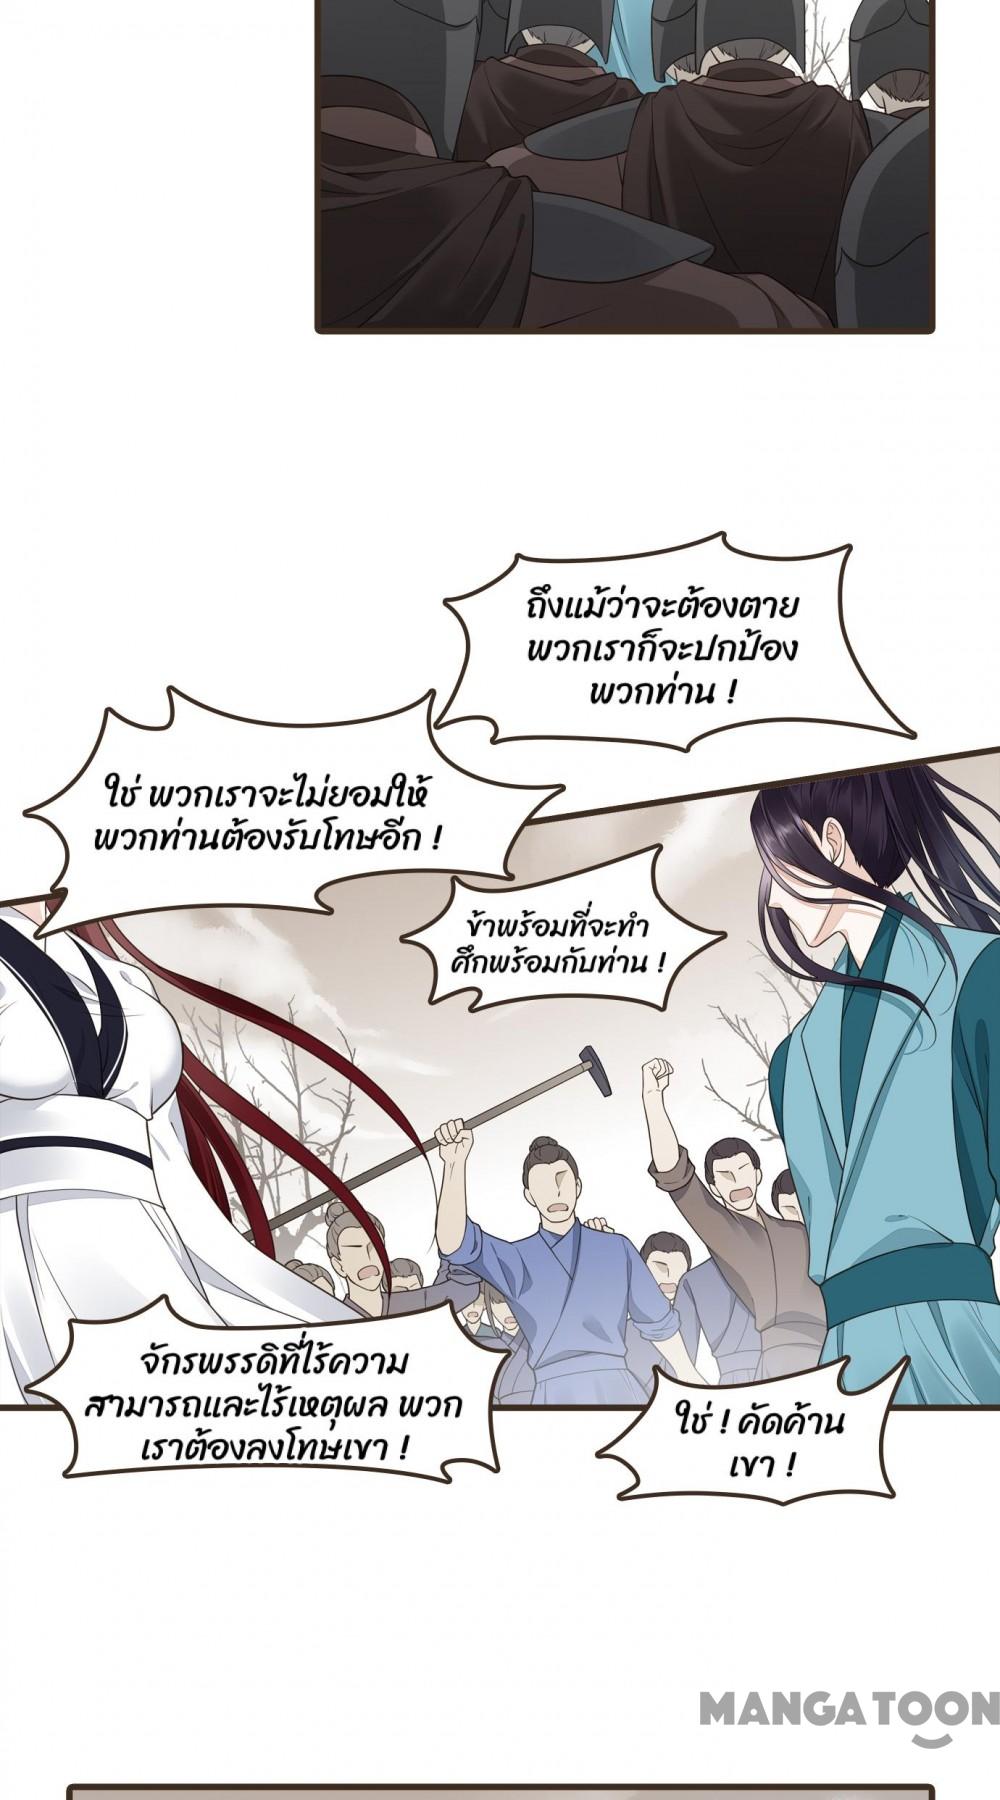 ถึงแม้ว่าจะต้องตาย
พวกเราก็จะปกป้อง
พวกท่าน !
ใช่ พวกเราจะไม่ยอมให้
พวกท่านต้องรับโทษอีก !
ข้าพร้อมที่จะทำ
ศึกพร้อมกับท่าน !
จักรพรรดิที่ไร้ความ
สามารถและไร้เหตุผล พวก
เราต้องลงโทษเขา !
ใช่ ! คัดค้าน
เขา !
MANGATOON